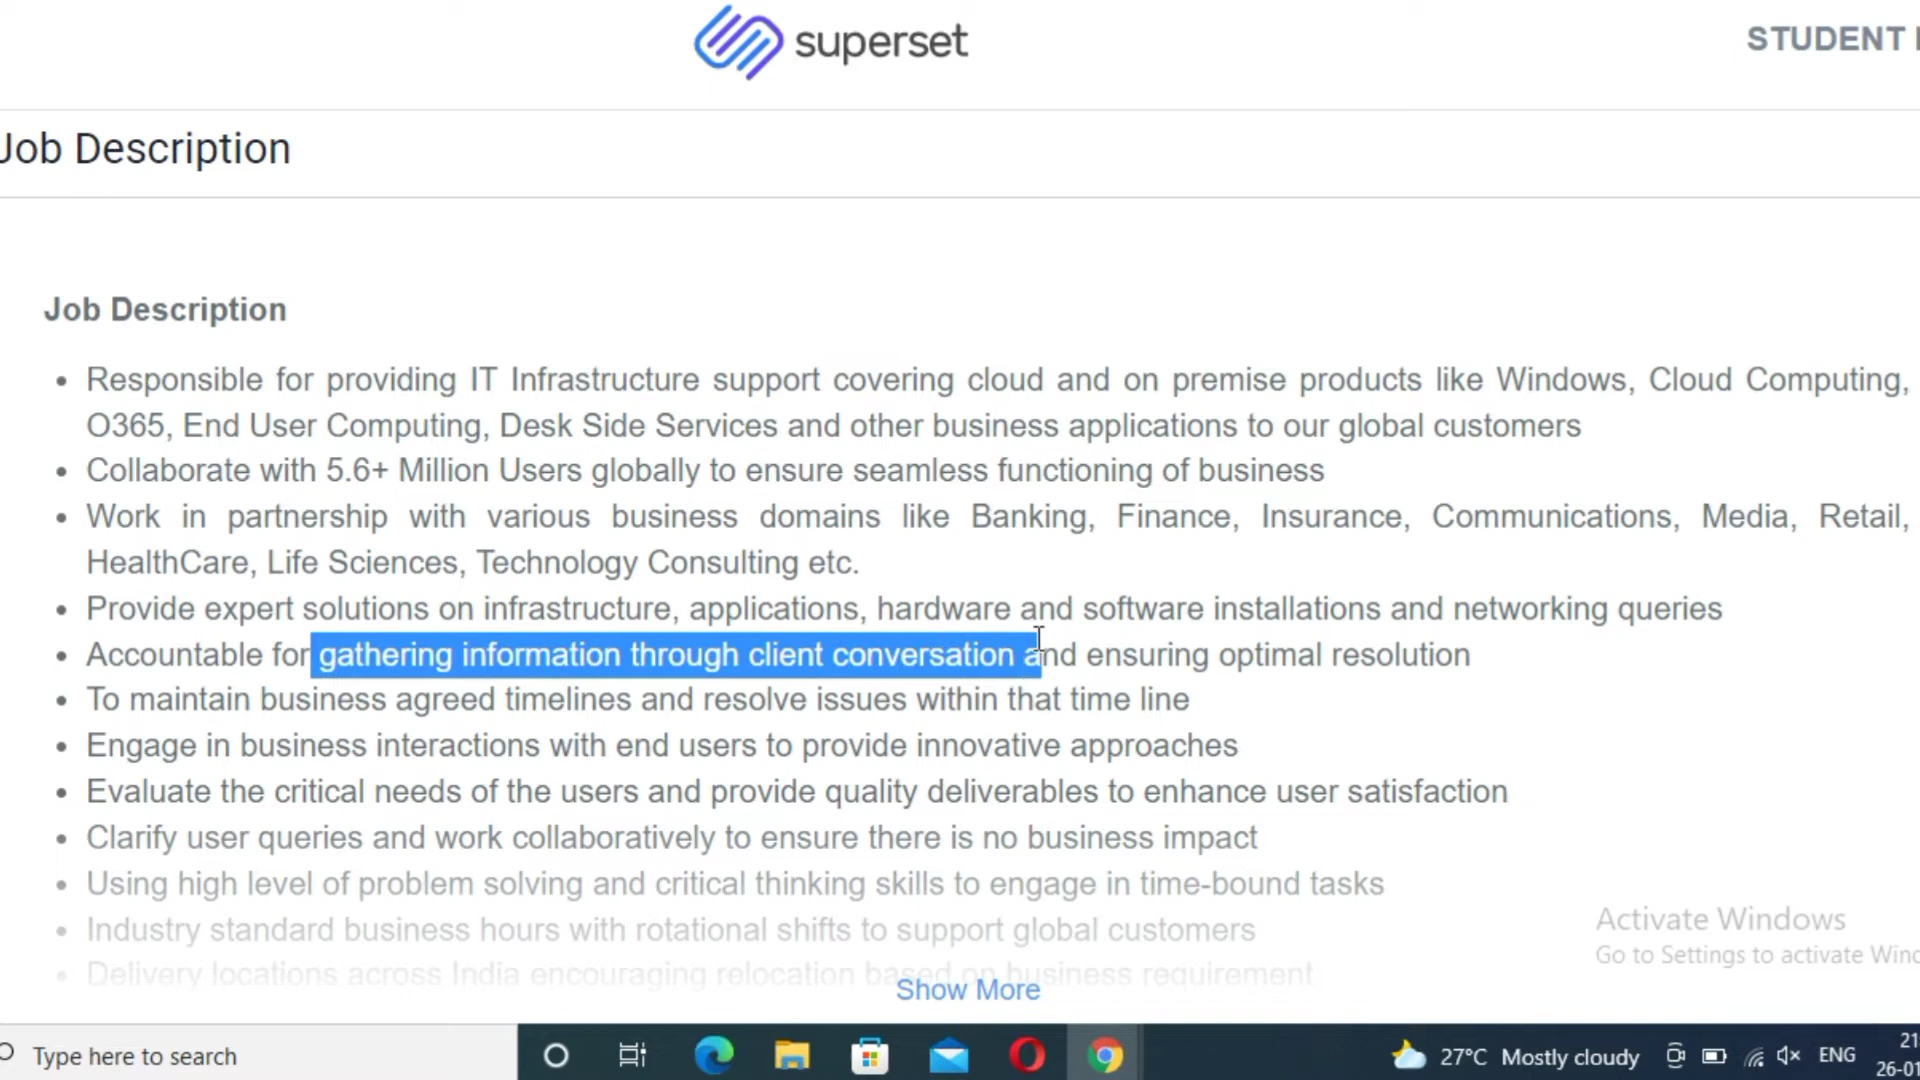 superset
STUDENT
Job Description
Job Description
Responsible for providing IT Infrastructure support covering cloud and on premise products like Windows, Cloud Computing,
O365, End User Computing, Desk Side Services and other business applications to our global customers
Collaborate with 5.6+ Million Users globally to ensure seamless functioning of business
Work in partnership with various business domains like Banking, Finance, Insurance, Communications, Media, Retail,
HealthCare, Life Sciences, Technology Consulting etc.
Provide expert solutions on infrastructure, applications, hardware and software installations and networking queries
Accountable for gathering information through client conversation and ensuring optimal resolution
To maintain business agreed timelines and resolve issues within that time line
Engage in business interactions with end users to provide innovative approaches
Evaluate the critical needs of the users and provide quality deliverables to enhance user satisfaction
Clarify user queries and work collaboratively to ensure there is no business impact
Using high level of problem solving and critical thinking skills to engage in time-bound tasks
Industry standard business hours with rotational shifts to support global customers
Delivery locations across India encouraging relocation based on business requirement
Show More
Activate Windows
Go to Settings to activate Winc
Type here to search
27°C Mostly cloudy
ENG
21
26-01